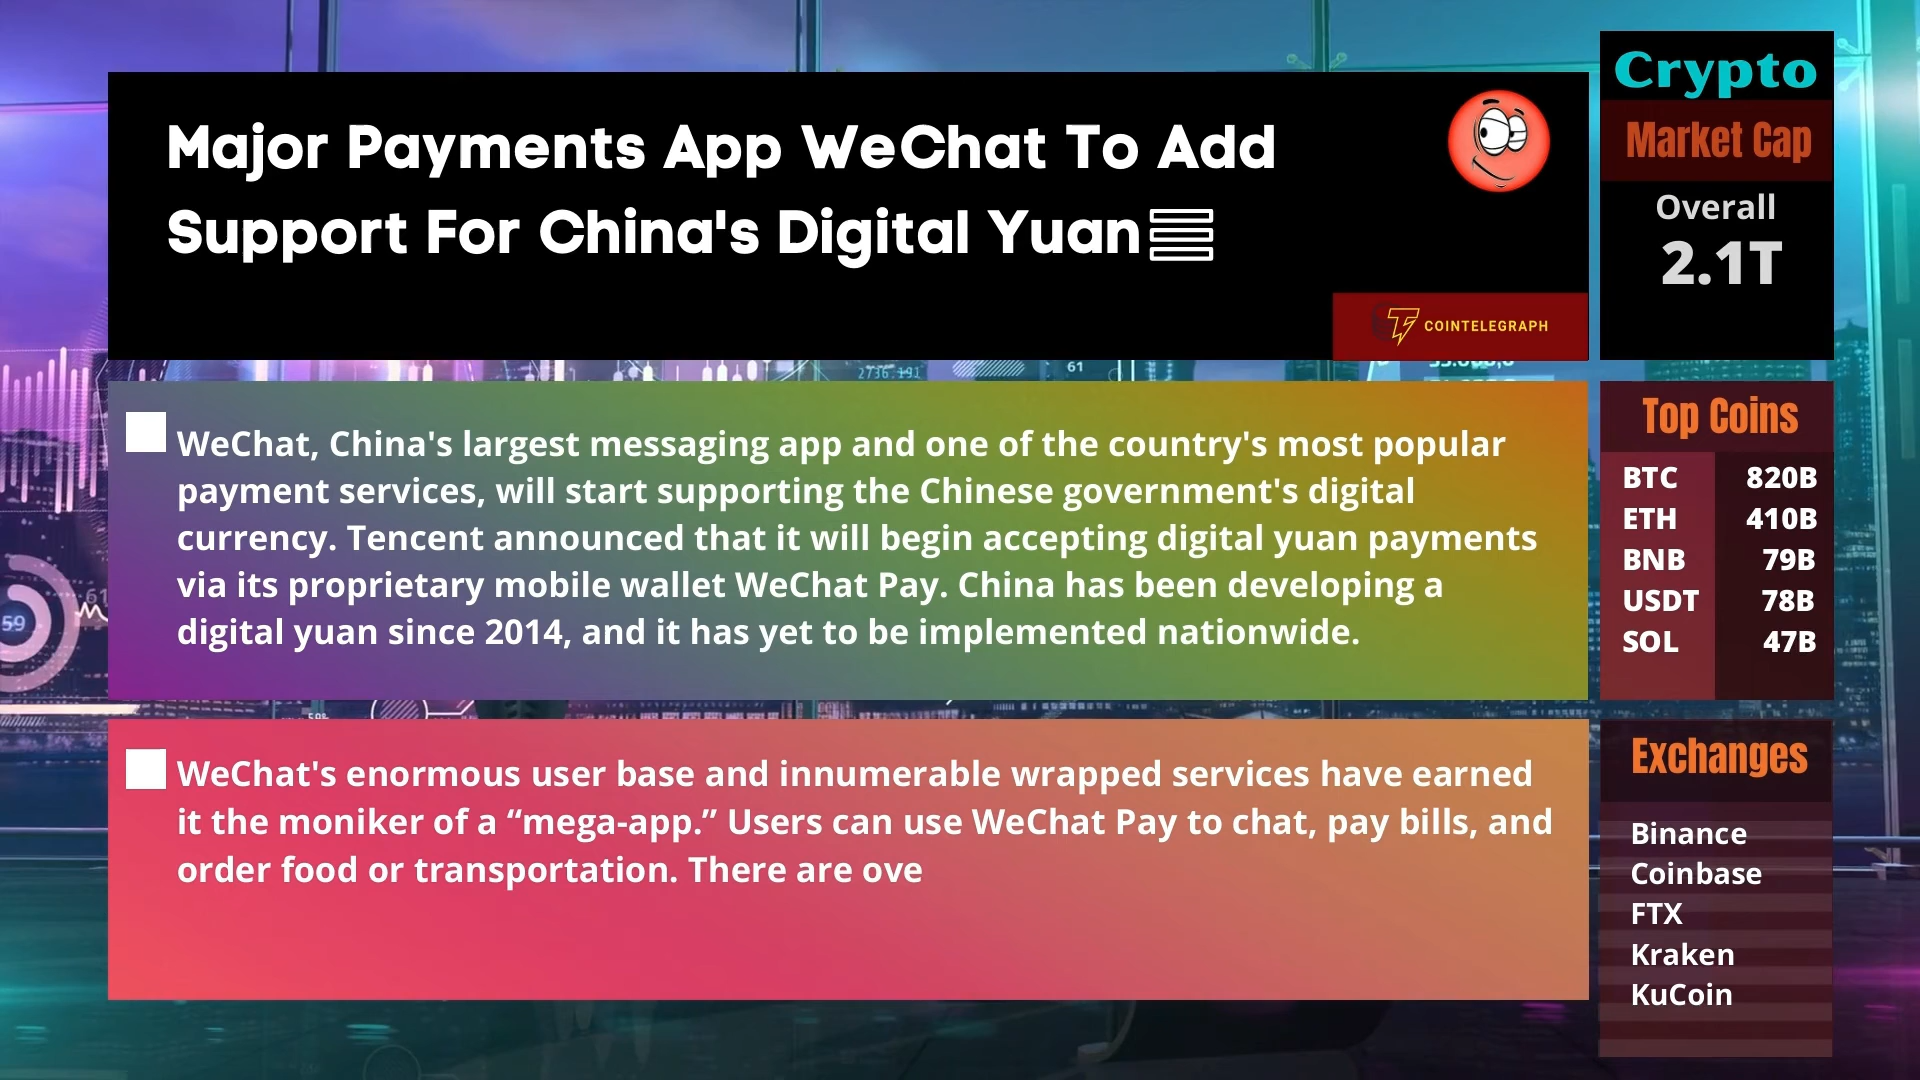 Major Payments App WeChat To Add
Support For China's Digital Yuan
COINTELEGRAPH
WeChat, China's largest messaging app and one of the country's most popular
payment services, will start supporting the Chinese government's digital
currency. Tencent announced that it will begin accepting digital yuan payments
via its proprietary mobile wallet WeChat Pay. China has been developing a
digital yuan since 2014, and it has yet to be implemented nationwide.
WeChat's enormous user base and innumerable wrapped services have earned
it the moniker of a “mega-app.” Users can use WeChat Pay to chat, pay bills, and
order food or transportation. There are ove
Crypto
Market Cap
Overall
2.1T
Top Coins
BTC 820B
ETH 410B
BNB 79B
USDT 78B
SOL 47B
Exchanges
Binance
Coinbase
FTX
Kraken
KuCoin
2736.191
61
59
61